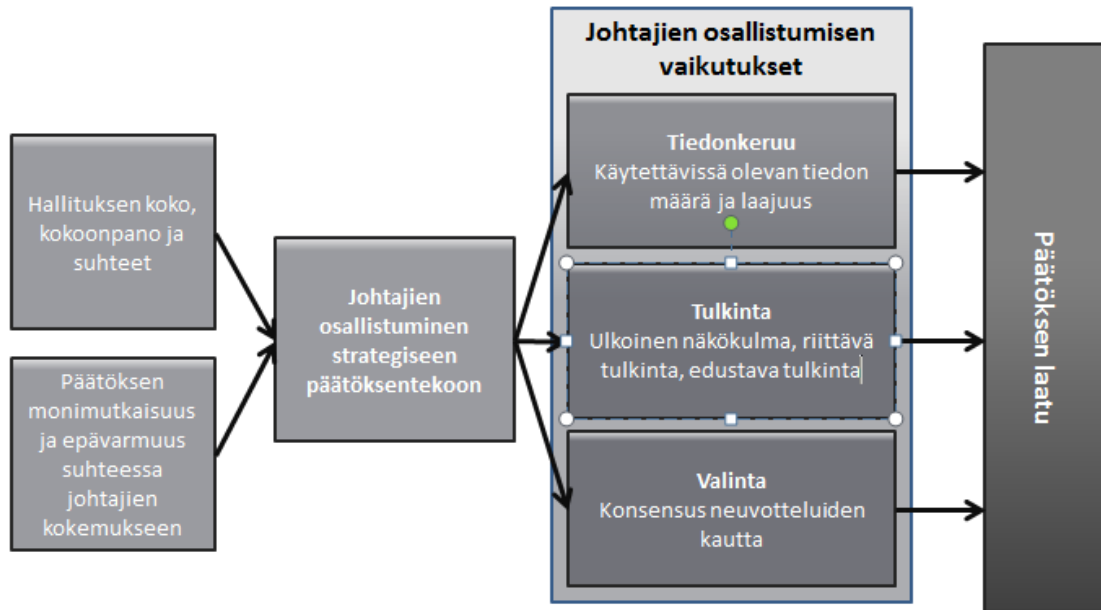 Hallituksen koko,
kokoonpano ja
suhteet
Päätöksen
monimutkaisuus
ja epävarmuus
suhteessa
johtajien
kokemukseen
Johtajien
osallistuminen
strategiseen
päätöksentekoon
Johtajien osallistumisen
vaikutukset
Tiedonkeruu
Käytettävissä olevan tiedon
määrä ja laajuus
Tulkinta
Ulkoinen näkökulma, riittävä
tulkinta, edustava tulkinta
Valinta
Konsensus neuvotteluiden
kautta
Päätöksen laatu